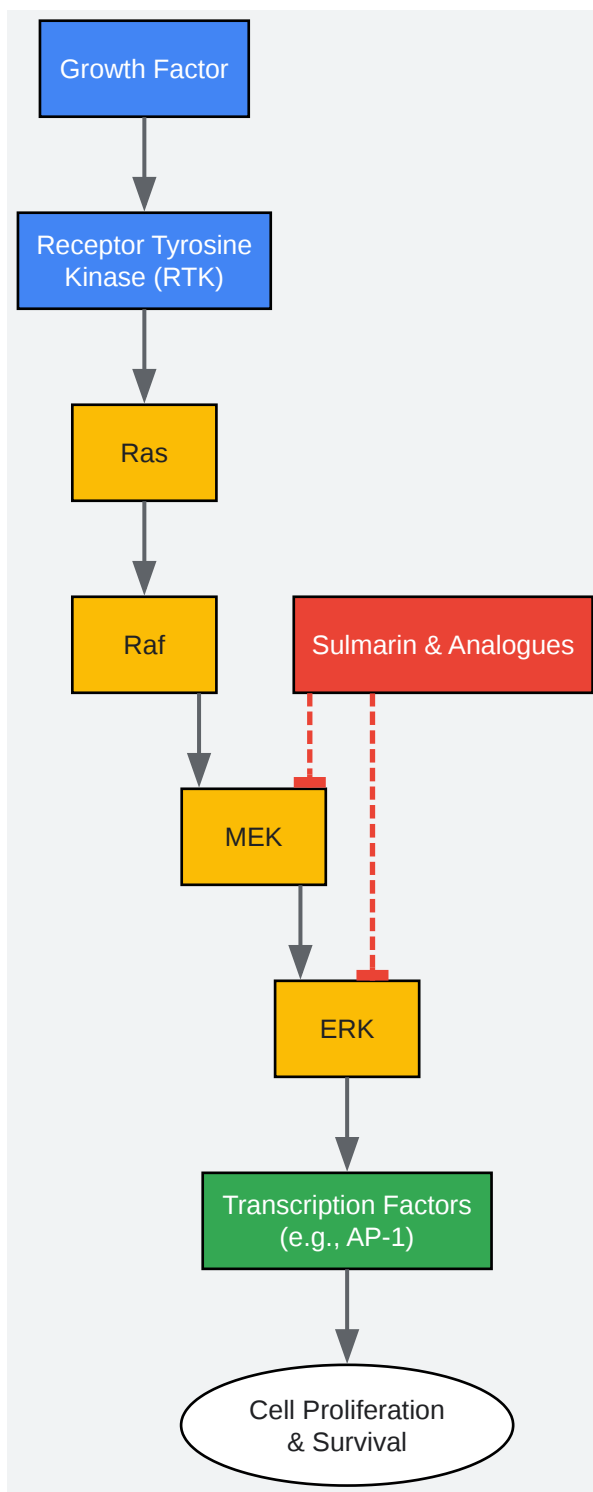 Growth Factor
Receptor Tyrosine
Kinase (RTK)
Ras
Raf
Sulmarin & Analogues
MEK
ERK
Transcription Factors
(e.g., AP-1)
Cell Proliferation
& Survival